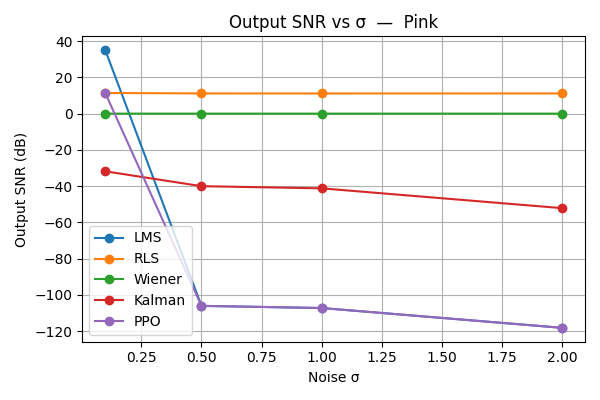 Output SNR vs σ — Pink
Output SNR (dB)
40
20
0
−20
−40
−60
−80
−100
−120
LMS
RLS
Wiener
Kalman
PPO
0.25 0.50 0.75 1.00 1.25 1.50 1.75 2.00
Noise σ